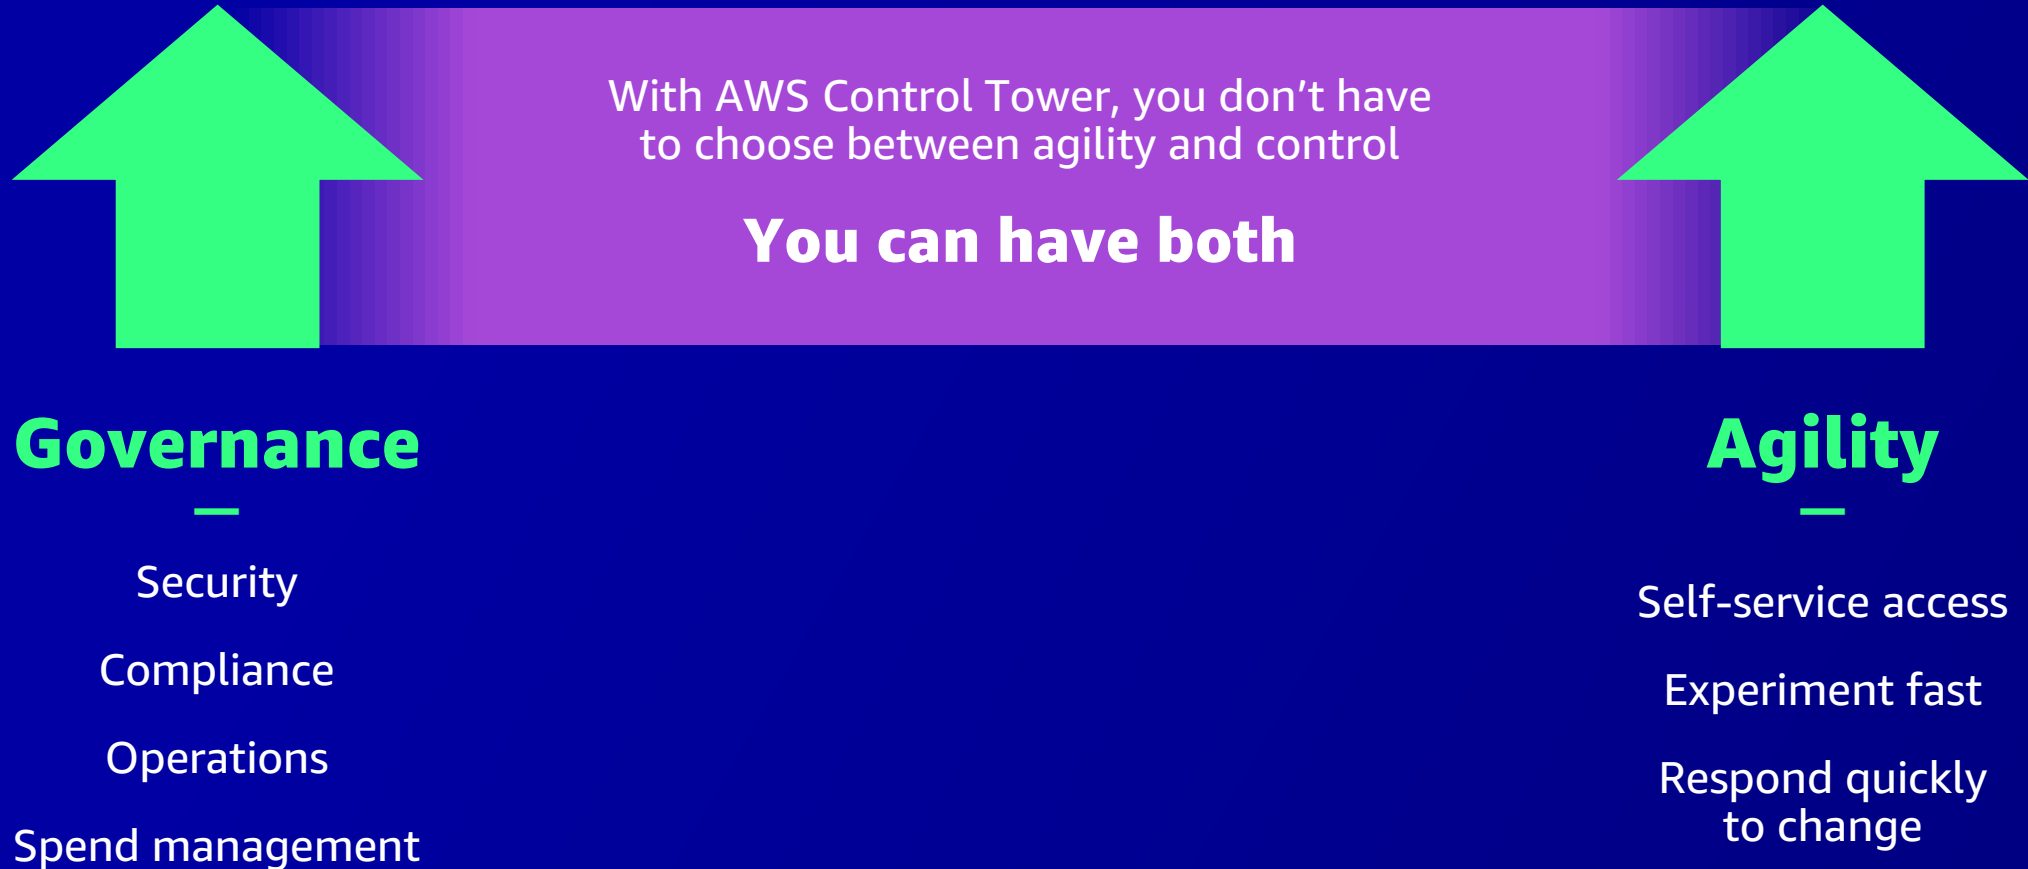 With AWS Control Tower, you don’t have
to choose between agility and control
You can have both
Governance
Security
Compliance
Operations
Spend management
Agility
Self-service access
Experiment fast
Respond quickly
to change